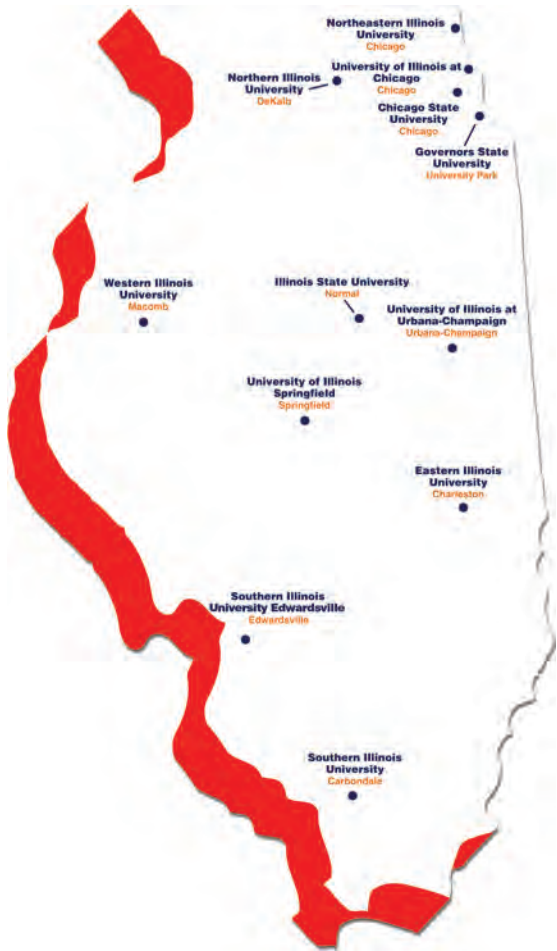 Northeastern Illinois
University
Chicago
University of Illinois at
Chicago
Chicago
Northern Illinois
University
DeKalb
Chicago State
University
Chicago
Governors State
University
University Park
Western Illinois
University
Macomb
Illinois State University
Normal
University of Illinois at
Urbana-Champaign
Urbana-Champaign
University of Illinois
Springfield
Springfield
Eastern Illinois
University
Charleston
Southern Illinois
University Edwardsville
Edwardsville
Southern Illinois
University
Carbondale